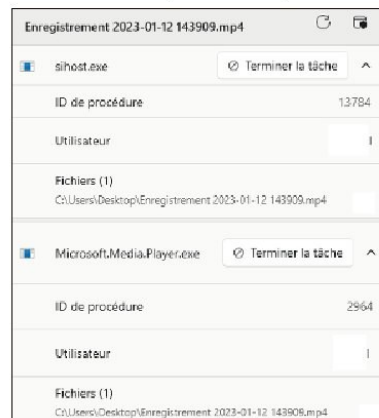 Enregistrement 2023-01-12 143909.mp4
sihost.exe
Terminer la tâche
ID de procédure 13784
Utilisateur
Fichiers (1)
C:\Users\Desktop\Enregistrement 2023-01-12 143909.mp4
Microsoft.Media.Player.exe
Terminer la tâche
ID de procédure 2964
Utilisateur
Fichiers (1)
C:\Users\Desktop\Enregistrement 2023-01-12 143909.mp4